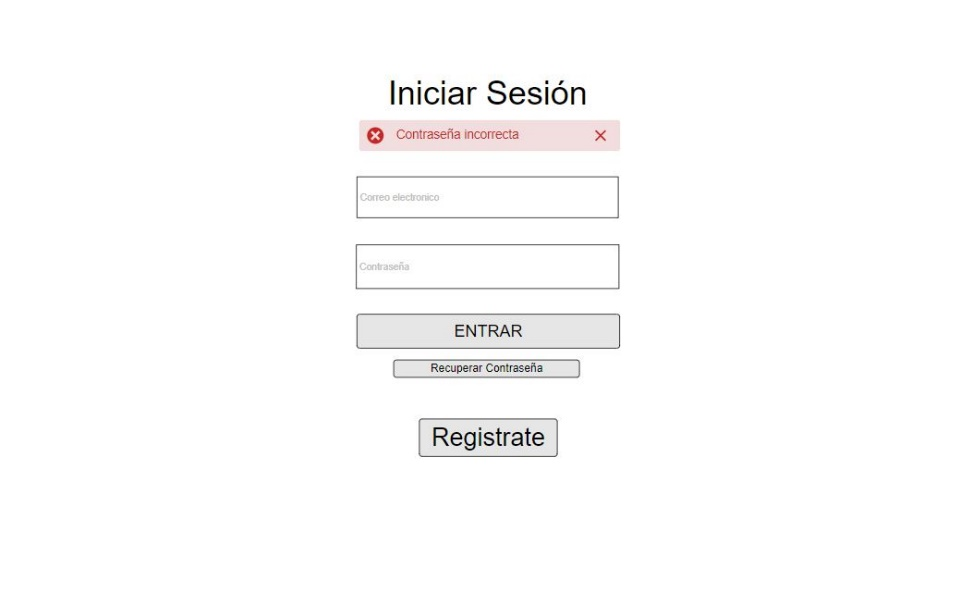 Iniciar Sesión
Contraseña incorrecta
Correo electronico
Contraseña
ENTRAR
Recuperar Contraseña
Registrate